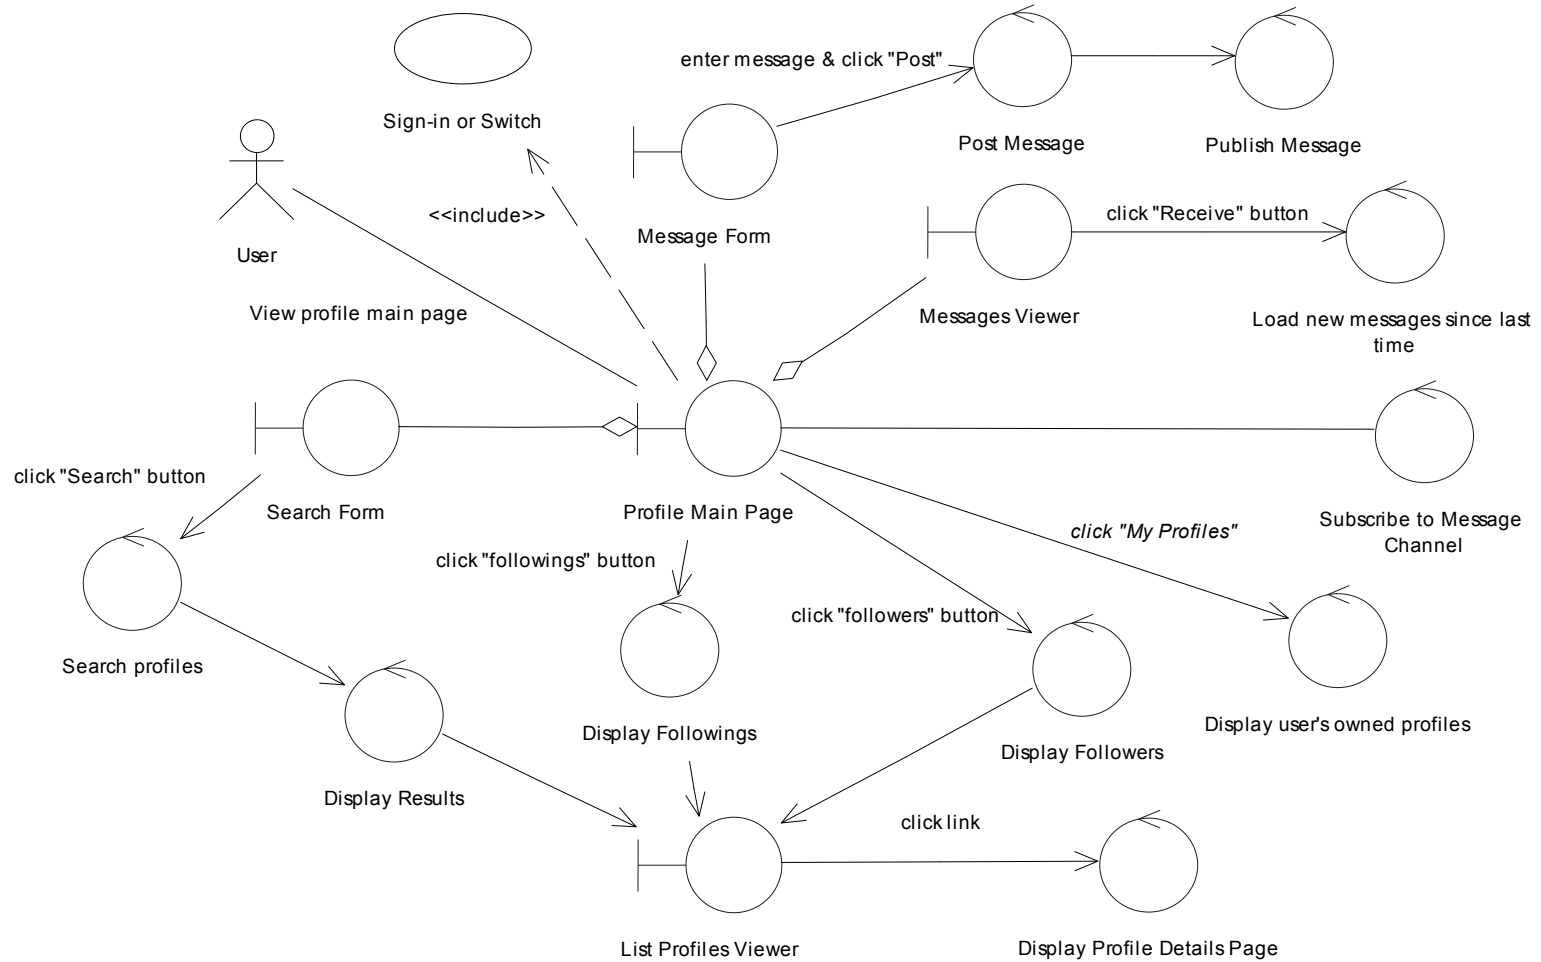 enter message & click "Post"
Sign-in or Switch
Post Message
Publish Message
<<include>>
click "Receive" button
User
Message Form
View profile main page
Messages Viewer
Load new messages since last
time
click "Search" button
Search Form
Profile Main Page
Subscribe to Message
Channel
click "My Profiles"
click "followings" button
click "followers" button
Search profiles
Display Followings
Display user's owned profiles
Display Followers
Display Results
click link
List Profiles Viewer
Display Profile Details Page